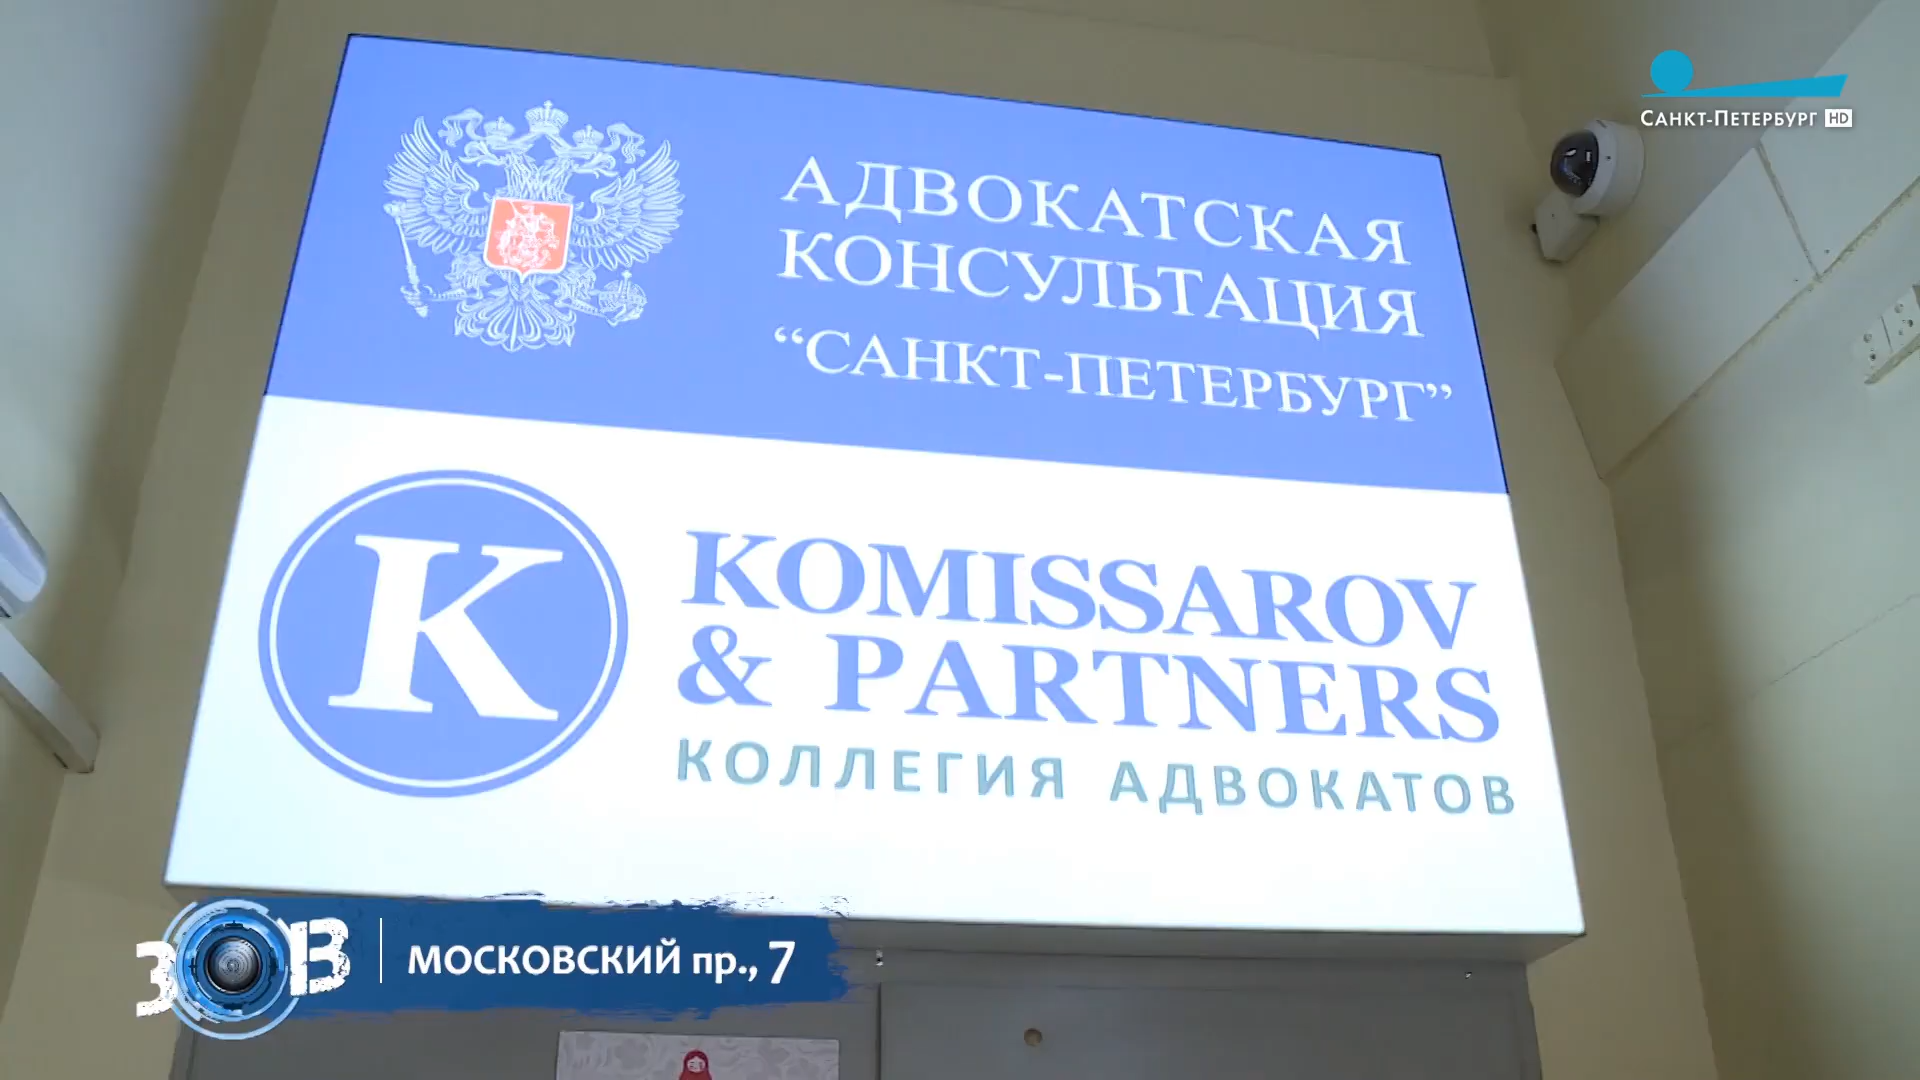 САНКТ-ПЕТЕРБУРГ HD
АДВОКАТСКАЯ
КОНСУЛЬТАЦИЯ
“САНКТ-ПЕТЕРБУРГ”
K
KOMISSAROV
& PARTNERS
КОЛЛЕГИЯ АДВОКАТОВ
ЗОВ
МОСКОВСКИЙ пр., 7